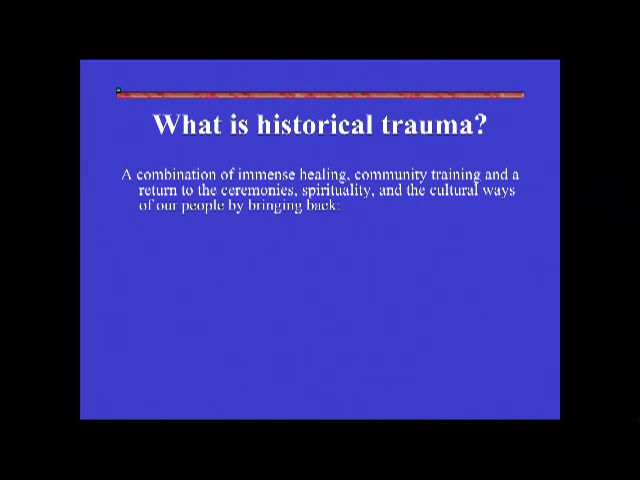 What is historical trauma?
A combination of immense healing, community training and a
return to the ceremonies, spirituality, and the cultural ways
of our people by bringing back: